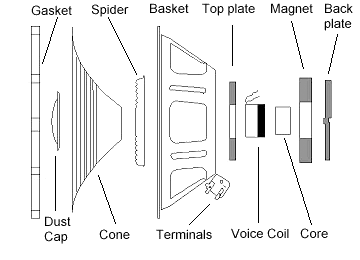 Gasket
Spider
Basket
Top plate
Magnet
Back
plate
Dust
Cap
Cone
Terminals
Voice Coil
Core